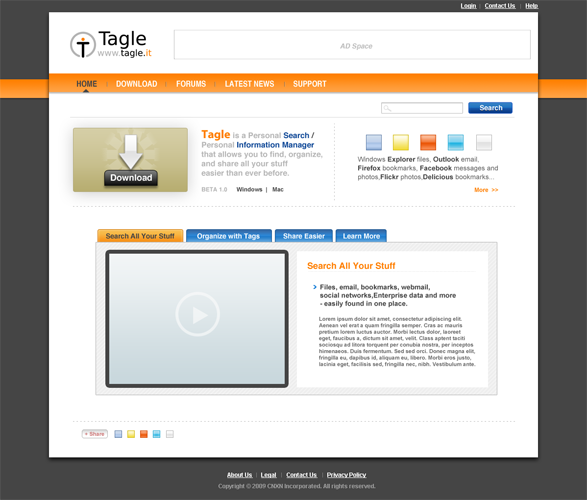 Login | Contact Us | Help
Tagle
www.tagle.it
AD Space
HOME | DOWNLOAD | FORUMS | LATEST NEWS | SUPPORT
Search
Download
Tagle is a Personal Search /
Personal Information Manager
that allows you to find, organize,
and share all your stuff
easier than ever before.
BETA 1.0 Windows | Mac
Windows Explorer files, Outlook email,
Firefox bookmarks, Facebook messages and
photos,Flickr photos,Delicious bookmarks...
More >>
Search All Your Stuff
Organize with Tags
Share Easier
Learn More
Search All Your Stuff
Files, email, bookmarks, webmail,
social networks,Enterprise data and more
- easily found in one place.
Lorem ipsum dolor sit amet, consectetur adipiscing elit.
Aenean vel erat a quam fringilla semper. Cras ac mauris
pretium lorem luctus auctor. Morbi lectus dolor, laoreet
eget, faucibus a, dictum sit amet, velit. Class aptent taciti
sociosqu ad litora torquent per conubia nostra, per inceptos
himenaeos. Duis fermentum. Sed sed orci. Donec magna elit,
fringilla eu, dapibus id, aliquam eu, libero. Morbi eros justo,
lacinia eget, facilisis sed, fringilla nec, nibh. Vestibulum ante.
+ Share
About Us | Legal | Contact Us | Privacy Policy
Copyright © 2009 CNXN Incorporated. All rights reserved.